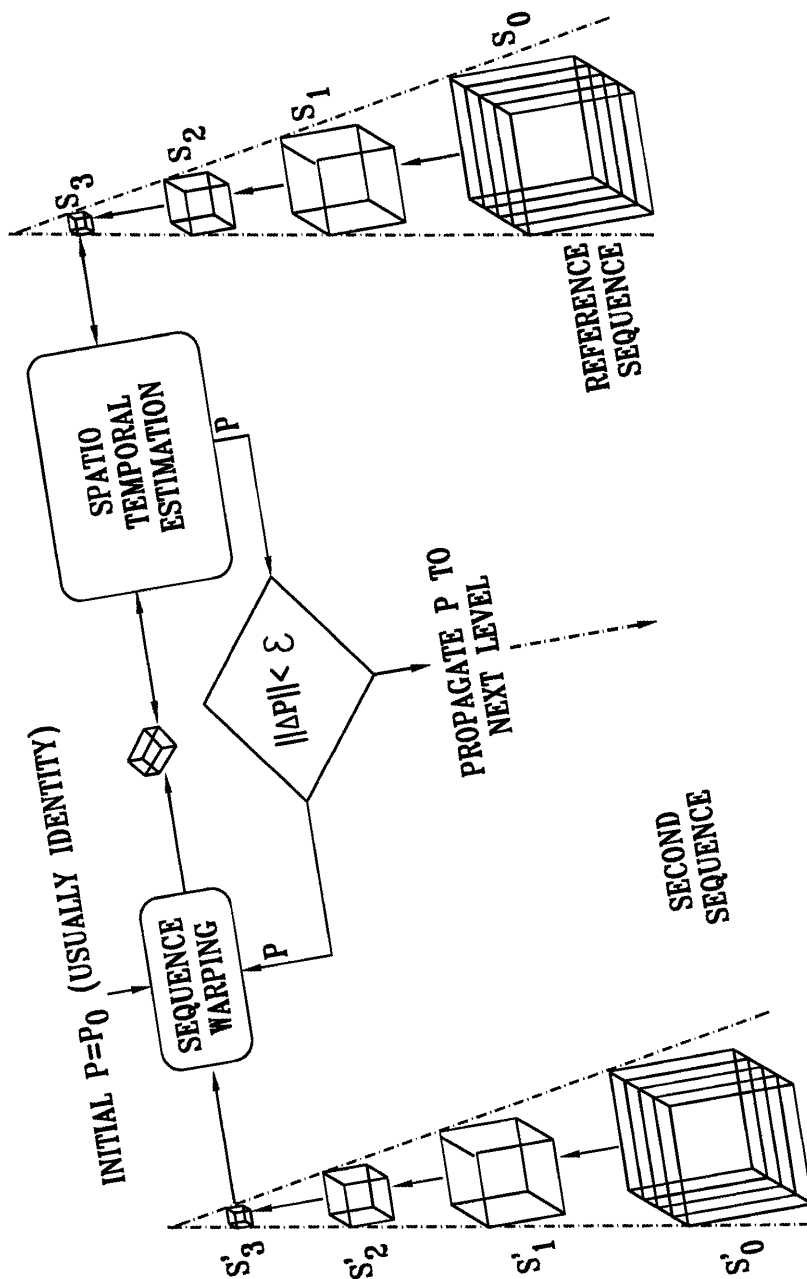 INITIAL P=P0 (USUALLY IDENTITY)
SEQUENCE
WARPING
P
SPATIO
TEMPORAL
ESTIMATION
P
||ΔP||< ε
PROPAGATE P TO
NEXT LEVEL
S'3
S'2
S'1
S'0
SECOND
SEQUENCE
S3
S2
S1
S0
REFERENCE
SEQUENCE